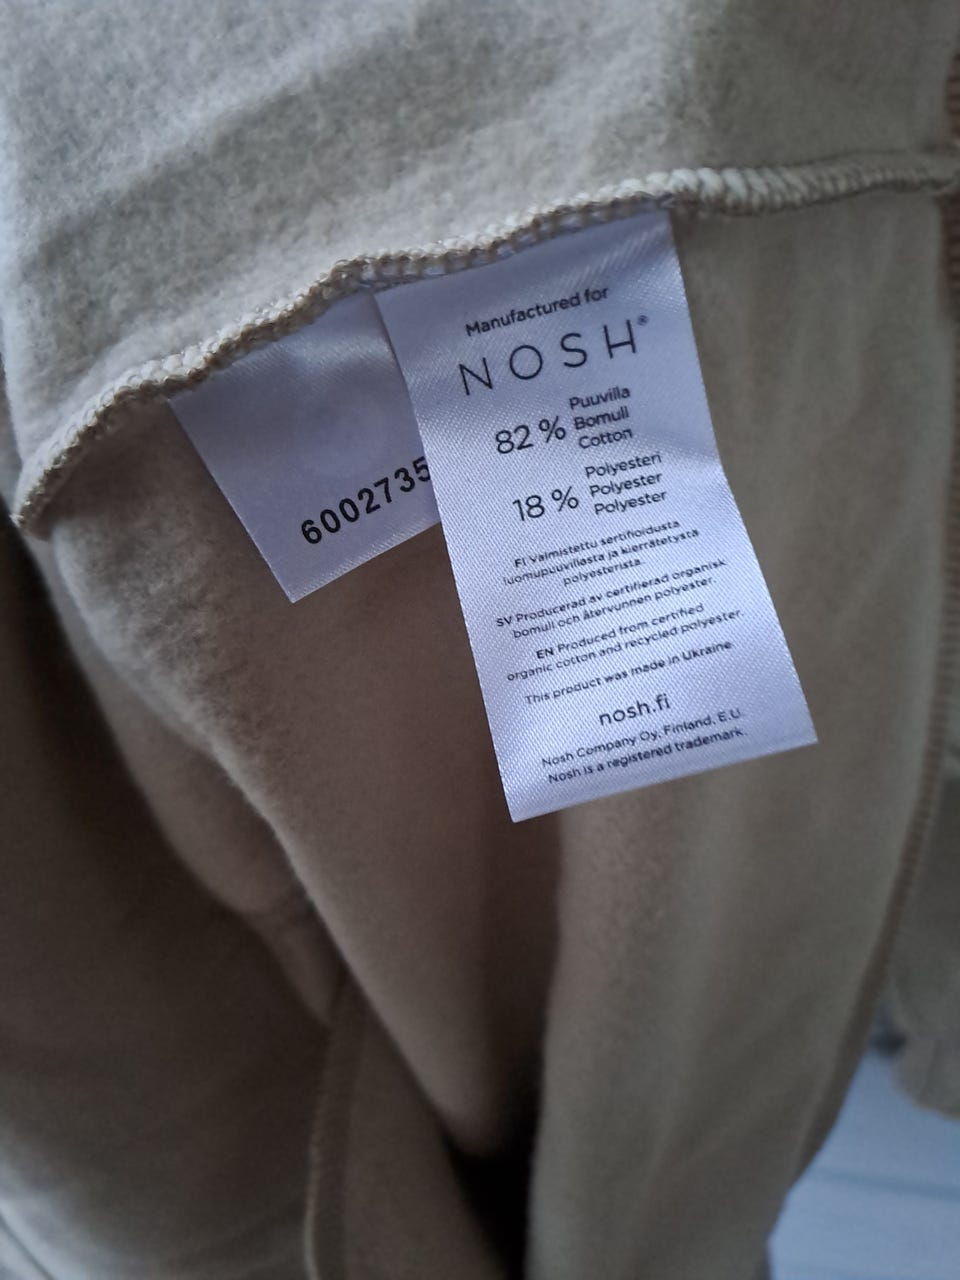 Manufactured for
NOSH®
82 %
Puuvilla
Bomull
Cotton
18 %
Polyesteri
Polyester
Polyester
FI Valmistettu sertifioidusta
luomupuuvillasta ja kierrätetystä
polyesteristä.
SV Producerad av certifierad organisk
bomull och återvunnen polyester.
EN Produced from certified
organic cotton and recycled polyester.
This product was made in Ukraine.
nosh.fi
Nosh Company Oy, Finland, E.U.
Nosh is a registered trademark.
6002735